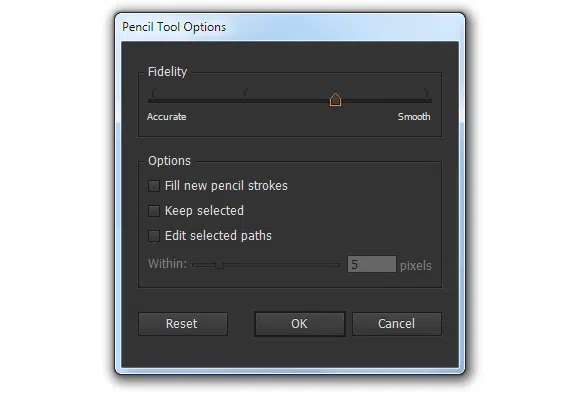 Pencil Tool Options
Fidelity
Accurate Smooth
Options
Fill new pencil strokes
Keep selected
Edit selected paths
Within: 5 pixels
Reset OK Cancel